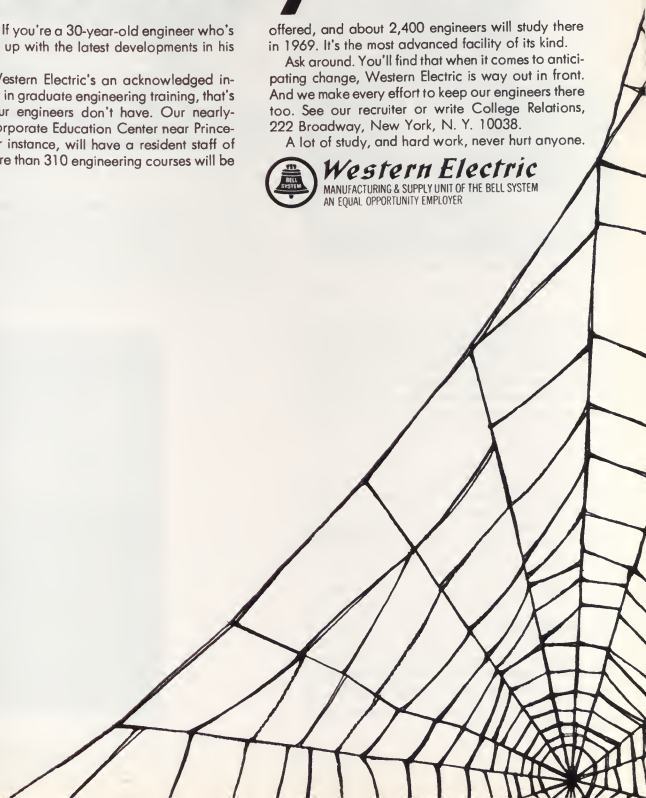 If you're a 30-year-old engineer who's
up with the latest developments in his
estern Electric's an acknowledged in-
in graduate engineering training, that's
ur engineers don't have. Our nearly-
orporate Education Center near Prince-
r instance, will have a resident staff of
re than 310 engineering courses will be
offered, and about 2,400 engineers will study there
in 1969. It's the most advanced facility of its kind.
Ask around. You'll find that when it comes to antici-
pating change, Western Electric is way out in front.
And we make every effort to keep our engineers there
too. See our recruiter or write College Relations,
222 Broadway, New York, N. Y. 10038.
A lot of study, and hard work, never hurt anyone.
BELL
SYSTEM
Western Electric
MANUFACTURING & SUPPLY UNIT OF THE BELL SYSTEM
AN EQUAL OPPORTUNITY EMPLOYER